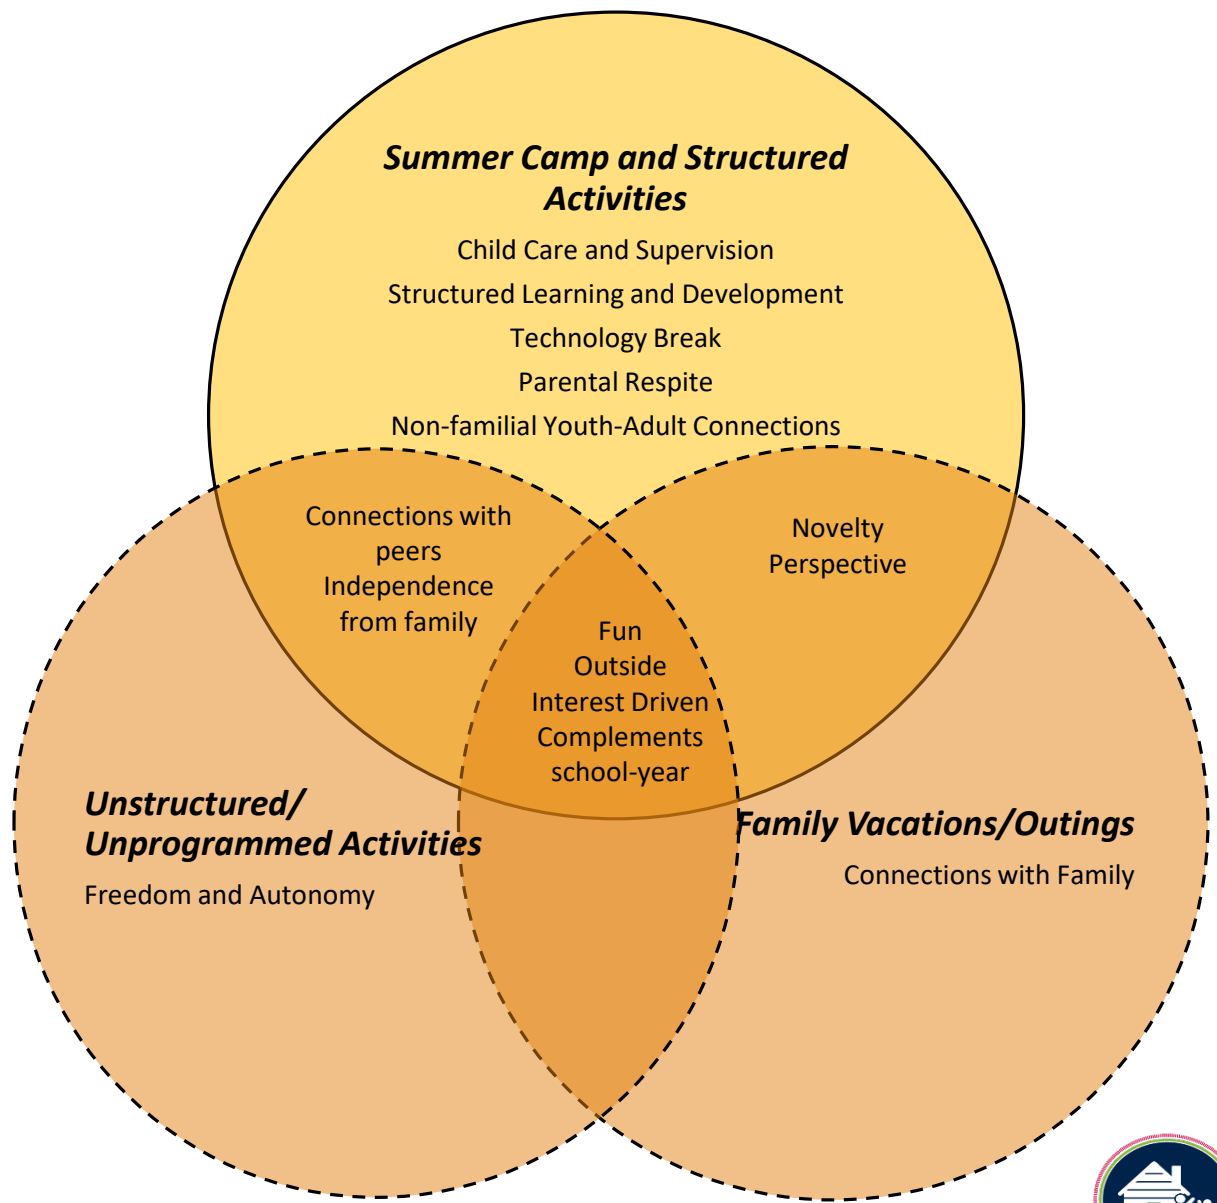 Summer Camp and Structured
Activities
Child Care and Supervision
Structured Learning and Development
Technology Break
Parental Respite
Non-familial Youth-Adult Connections
Connections with
peers
Independence
from family
Novelty
Perspective
Fun
Outside
Interest Driven
Complements
school-year
Unstructured/
Unprogrammed Activities
Freedom and Autonomy
Family Vacations/Outings
Connections with Family